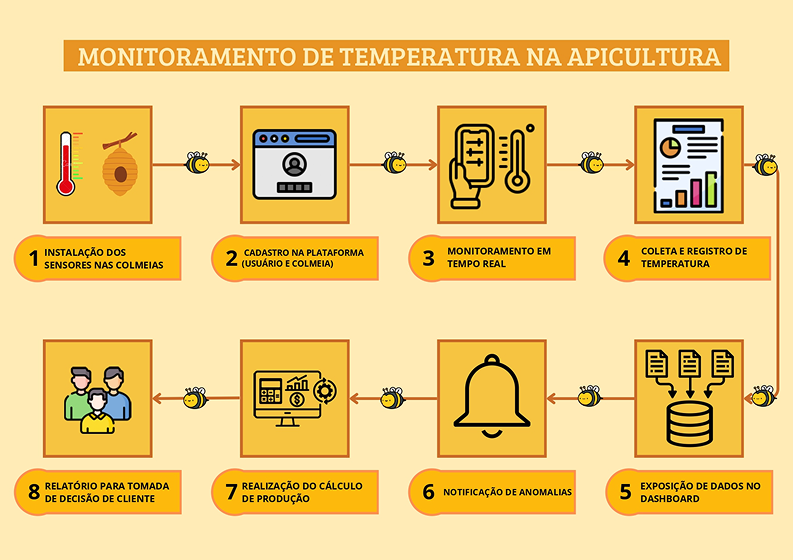 MONITORAMENTO DE TEMPERATURA NA APICULTURA
1
INSTALAÇÃO DOS
SENSORES NAS COLMEIAS
2
CADASTRO NA PLATAFORMA
(USUÁRIO E COLMEIA)
3
MONITORAMENTO EM
TEMPO REAL
4
COLETA E REGISTRO DE
TEMPERATURA
8
RELATÓRIO PARA TOMADA
DE DECISÃO DE CLIENTE
7
REALIZAÇÃO DO CÁLCULO
DE PRODUÇÃO
6
NOTIFICAÇÃO DE ANOMALIAS
5
EXPOSIÇÃO DE DADOS NO
DASHBOARD